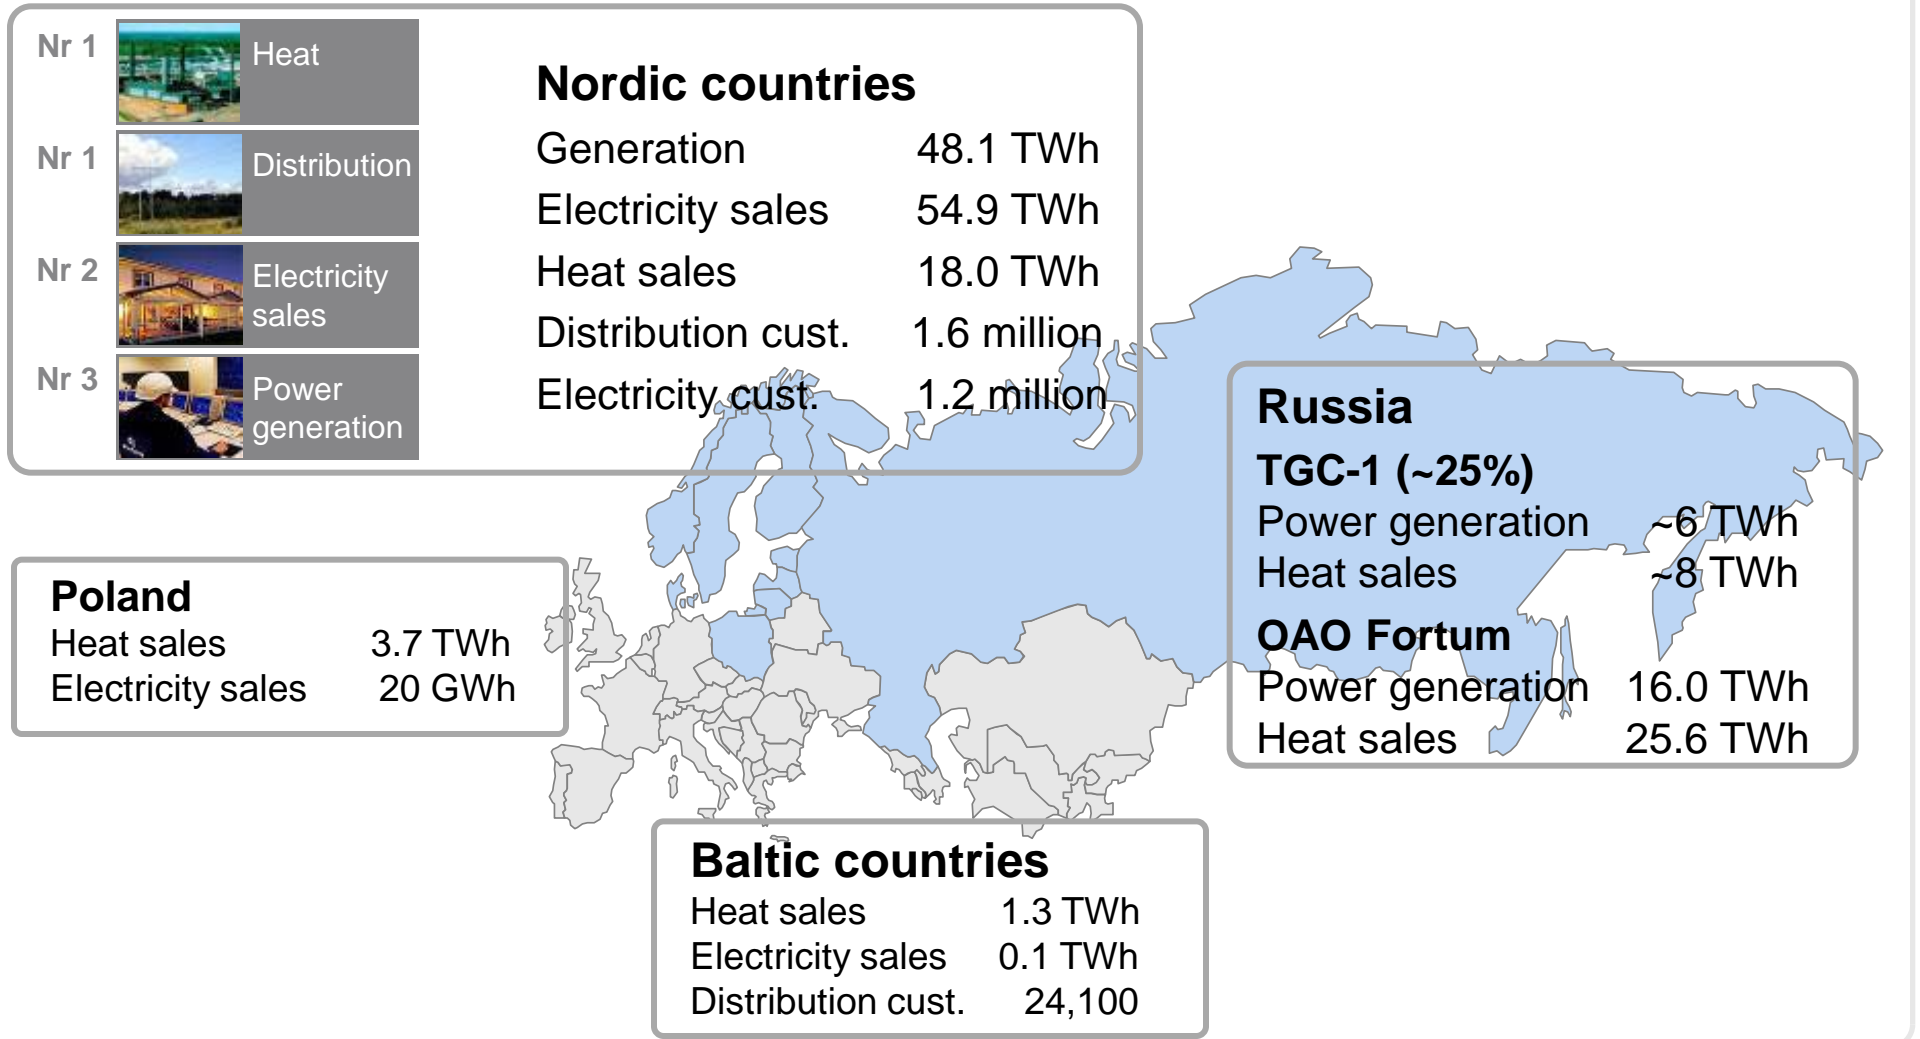 Nr 1 Heat
Nr 1 Distribution
Nr 2 Electricity
sales
Nr 3 Power
generation
Nordic countries
Generation 48.1 TWh
Electricity sales 54.9 TWh
Heat sales 18.0 TWh
Distribution cust. 1.6 million
Electricity cust. 1.2 million
Russia
TGC-1 (~25%)
Power generation ~6 TWh
Heat sales ~8 TWh
OAO Fortum
Power generation 16.0 TWh
Heat sales 25.6 TWh
Poland
Heat sales 3.7 TWh
Electricity sales 20 GWh
Baltic countries
Heat sales 1.3 TWh
Electricity sales 0.1 TWh
Distribution cust. 24,100